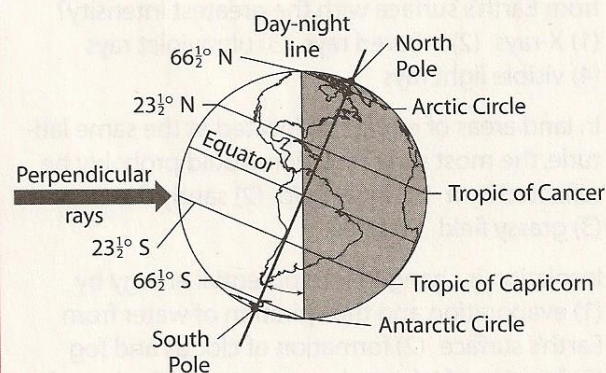 Day-night
line
66½° N
North
Pole
23½° N
Arctic Circle
Equator
Perpendicular
rays
Tropic of Cancer
23½° S
66½° S
Tropic of Capricorn
Antarctic Circle
South
Pole